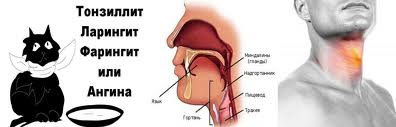 Тонзиллит
Ларингит
Фарингит
или
Ангина
Миндалины
(гланды)
Надгортанник
Язык
Пищевод
Гортань
Трахея